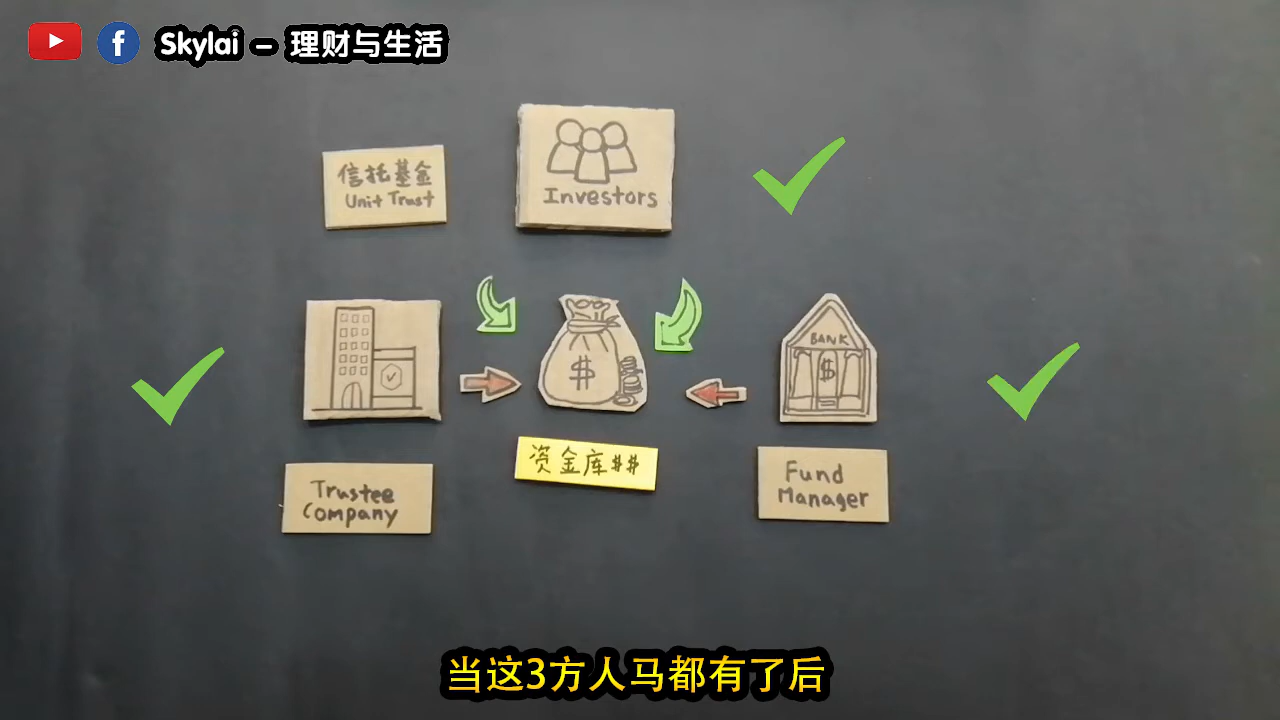 Skylai – 理财与生活
信托基金
Unit Trust
Investors
BANK
$
$
资金库##
Trustee
Company
Fund
Manager
当这3方人马都有了后